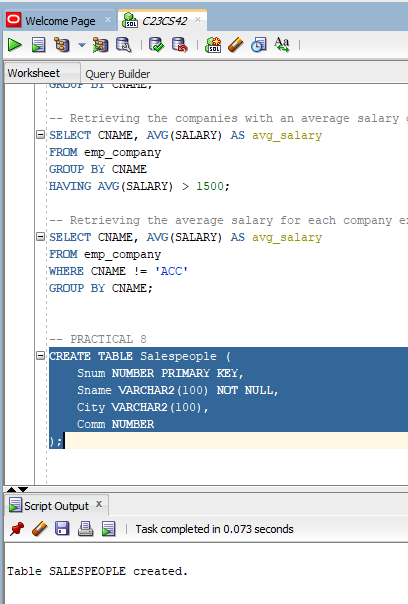 Welcome Page
C23CS42
Worksheet
Query Builder
GROUP BY CNAME;
-- Retrieving the companies with an average salary
SELECT CNAME, AVG(SALARY) AS avg_salary
FROM emp_company
GROUP BY CNAME
HAVING AVG(SALARY) > 1500;
-- Retrieving the average salary for each company
SELECT CNAME, AVG(SALARY) AS avg_salary
FROM emp_company
WHERE CNAME != 'ACC'
GROUP BY CNAME;
-- PRACTICAL 8
CREATE TABLE Salespeople (
Snum NUMBER PRIMARY KEY,
Sname VARCHAR2(100) NOT NULL,
City VARCHAR2(100),
Comm NUMBER
);
Script Output
Task completed in 0.073 seconds
Table SALESPEOPLE created.